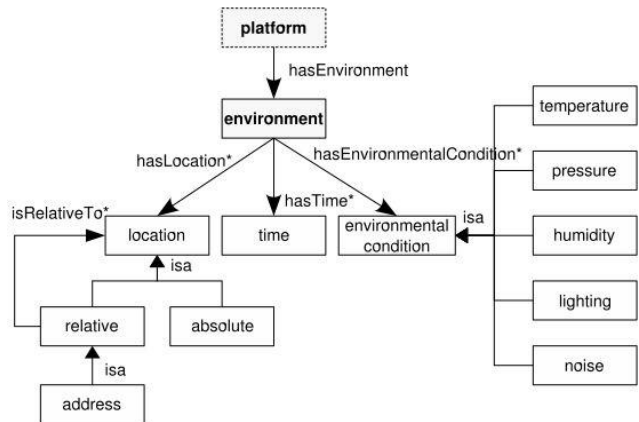 platform
hasEnvironment
environment
temperature
hasLocation*
hasEnvironmentalCondition*
pressure
isRelativeTo*
hasTime*
isa
location
time
environmental
condition
humidity
isa
relative
absolute
lighting
isa
noise
address